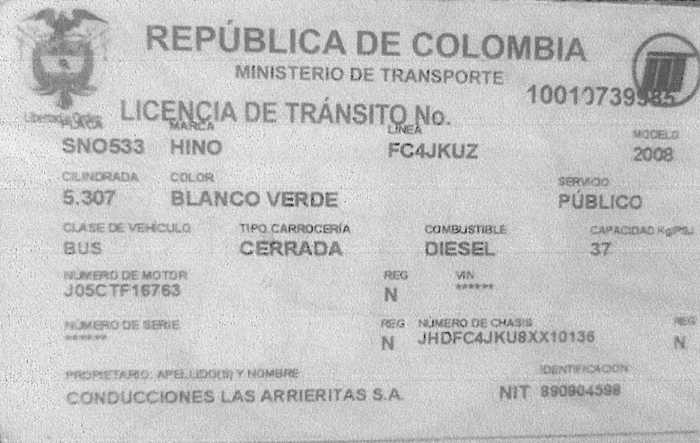 REPÚBLICA DE COLOMBIA
MINISTERIO DE TRANSPORTE
Libertad y Orden
LICENCIA DE TRÁNSITO No.
PLACA MARCA LÍNEA MODELO
SNO533 HINO FC4JKUZ 2008
CILINDRADA COLOR SERVICIO
5.307 BLANCO VERDE PÚBLICO
CLASE DE VEHÍCULO TIPO CARROCERÍA COMBUSTIBLE CAPACIDAD Kg/PSJ
BUS CERRADA DIESEL 37
NÚMERO DE MOTOR REG VIN
J05CTF16763 N ******
NÚMERO DE SERIE REG NÚMERO DE CHASIS REG
****** N JHDFC4JKU8XX10136 N
PROPIETARIO: APELLIDO(S) Y NOMBRE IDENTIFICACIÓN
CONDUCCIONES LAS ARRIERITAS S.A. NIT 890904598